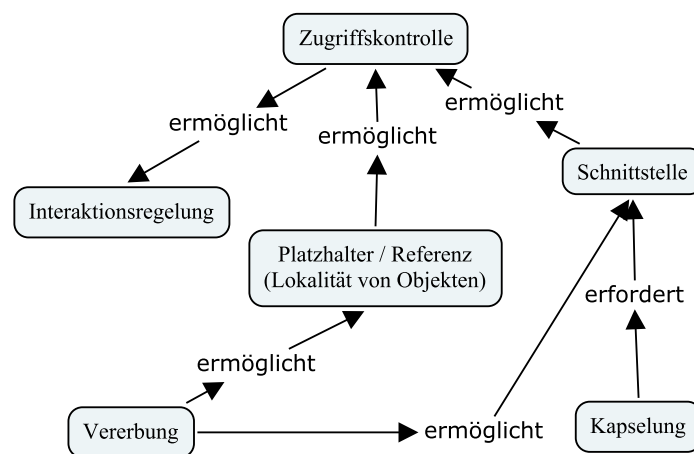 Zugriffskontrolle
ermöglicht
ermöglicht
ermöglicht
Schnittstelle
Interaktionsregelung
Platzhalter / Referenz
(Lokalität von Objekten)
erfordert
ermöglicht
Vererbung
ermöglicht
Kapselung